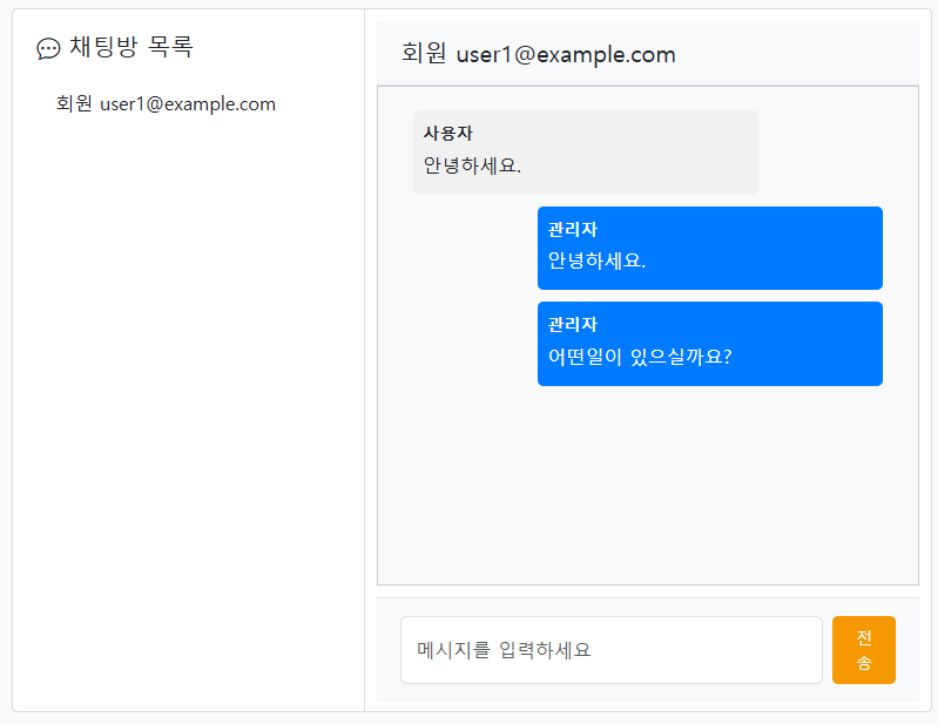 채팅방 목록
회원 user1@example.com
회원 user1@example.com
사용자
안녕하세요.
관리자
안녕하세요.
관리자
어떤일이 있으실까요?
메시지를 입력하세요
전
송